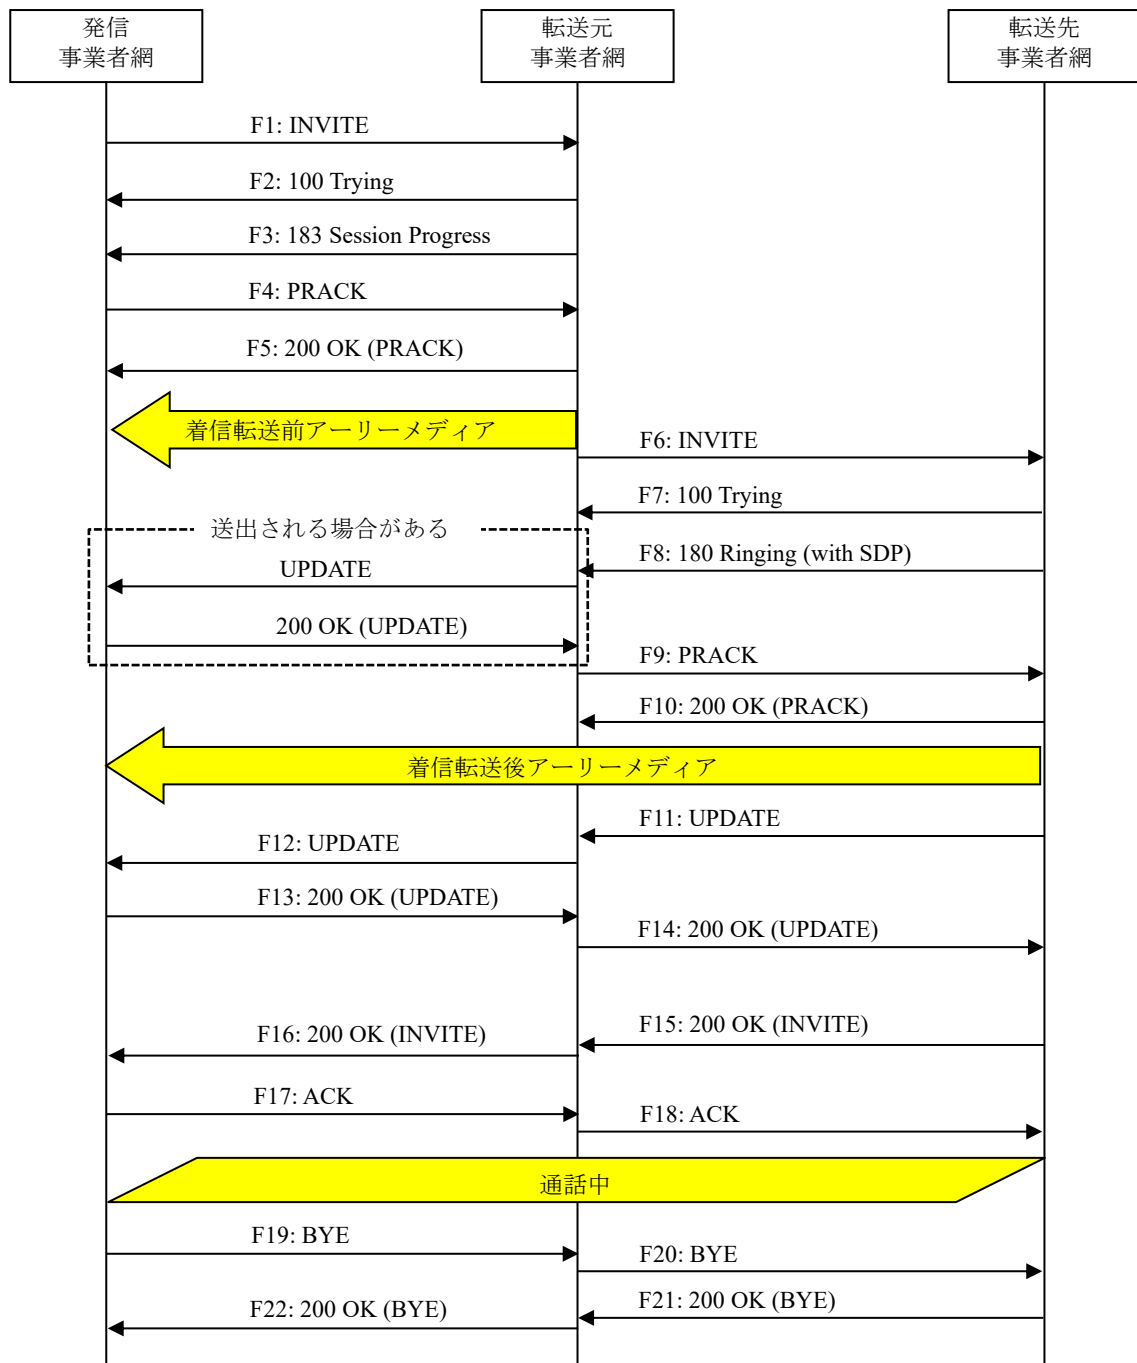 発信
事業者網
転送元
事業者網
転送先
事業者網
F1: INVITE
F2: 100 Trying
F3: 183 Session Progress
F4: PRACK
F5: 200 OK (PRACK)
着信転送前アーリーメディア
F6: INVITE
F7: 100 Trying
送出される場合がある
F8: 180 Ringing (with SDP)
UPDATE
200 OK (UPDATE)
F9: PRACK
F10: 200 OK (PRACK)
着信転送後アーリーメディア
F11: UPDATE
F12: UPDATE
F13: 200 OK (UPDATE)
F14: 200 OK (UPDATE)
F15: 200 OK (INVITE)
F16: 200 OK (INVITE)
F17: ACK
F18: ACK
通話中
F19: BYE
F20: BYE
F21: 200 OK (BYE)
F22: 200 OK (BYE)